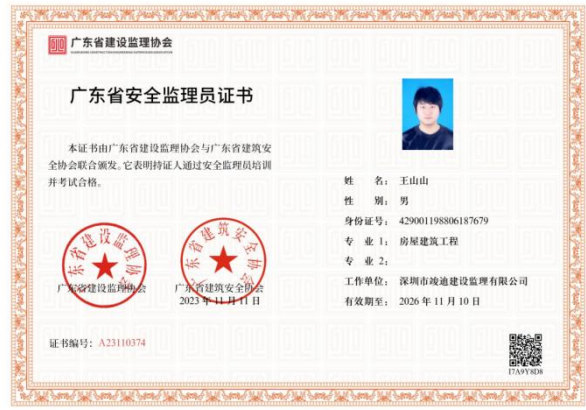 广东省建设监理协会
广东省安全监理员证书
本证书由广东省建设监理协会与广东省建筑安
全协会联合颁发。它表明持证人通过安全监理员培训
并考试合格。
广东省建设监理协会
广东省建筑安全协会
2023 年 11 月 11 日
证书编号: A23110374
姓 名: 王山山
性 别: 男
身份证号: 429001198806187679
专 业 1: 房屋建筑工程
专 业 2:
工作单位: 深圳市竣迪建设监理有限公司
有效期至: 2026 年 11 月 10 日
I7A9Y8D8